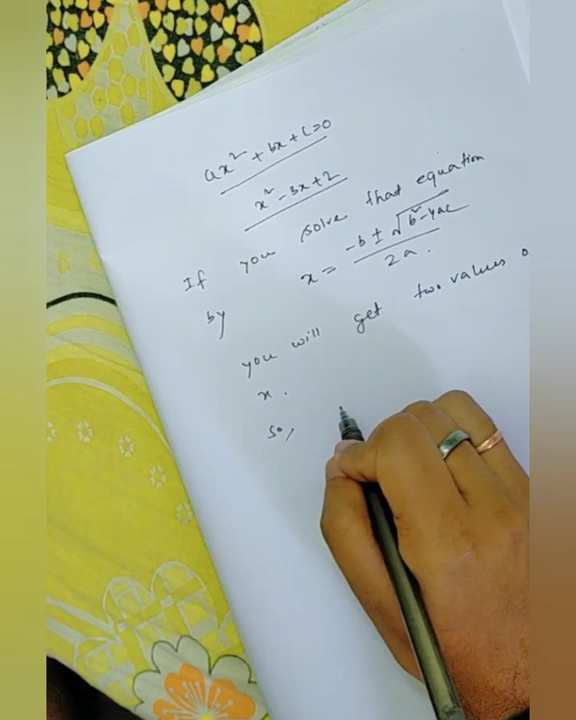 ax² + bx + c = 0
x² - 3x + 2
If you solve that equation
by x = -b ± √b²-4ac / 2a .
you will get two values o
x .
So,